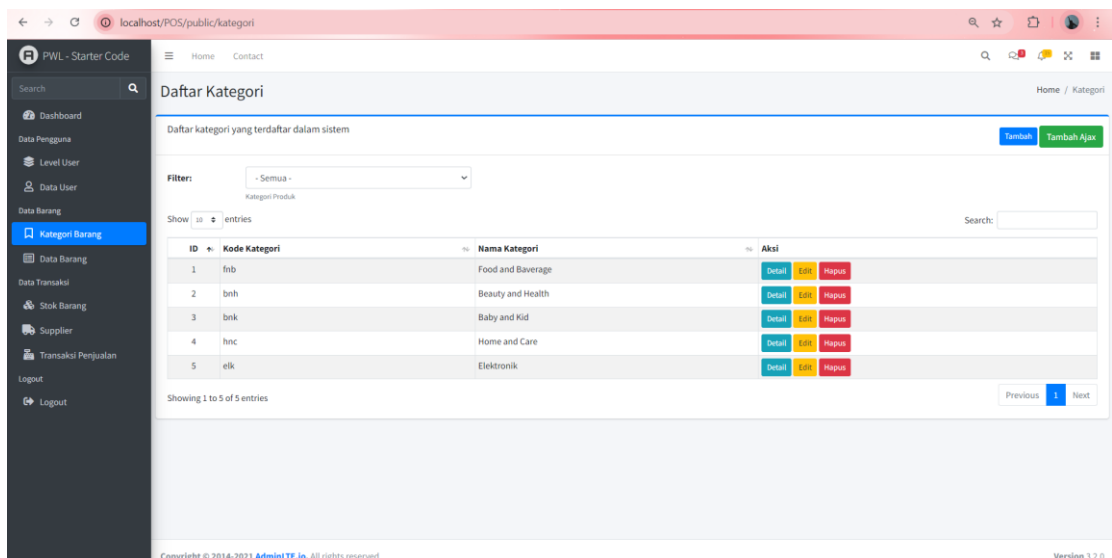 localhost/POS/public/kategori
PWL - Starter Code
Home Contact
Search
Daftar Kategori
Home / Kategori
Dashboard
Data Pengguna
Level User
Data User
Data Barang
Kategori Barang
Data Barang
Data Transaksi
Stok Barang
Supplier
Transaksi Penjualan
Logout
Logout
Daftar kategori yang terdaftar dalam sistem
Tambah Tambah Ajax
Filter: - Semua -
Kategori Produk
Show 10 entries
Search:
ID Kode Kategori Nama Kategori Aksi
1 fnb Food and Baverage Detail Edit Hapus
2 bnh Beauty and Health Detail Edit Hapus
3 bnk Baby and Kid Detail Edit Hapus
4 hnc Home and Care Detail Edit Hapus
5 elk Elektronik Detail Edit Hapus
Showing 1 to 5 of 5 entries
Previous 1 Next
Copyright © 2014-2021 AdminLTE.io. All rights reserved.
Version 3.2.0